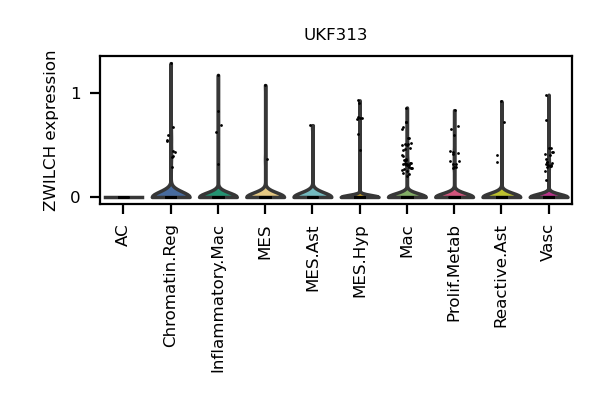 UKF313
ZWILCH expression
1
0
AC
Chromatin.Reg
Inflammatory.Mac
MES
MES.Ast
MES.Hyp
Mac
Prolif.Metab
Reactive.Ast
Vasc